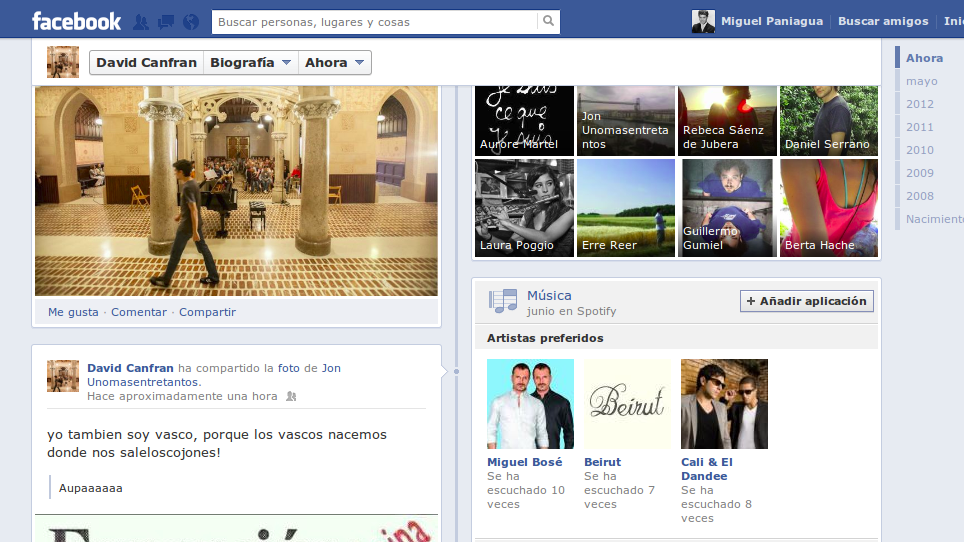 facebook
Buscar personas, lugares y cosas
Miguel Paniagua
Buscar amigos
David Canfran
Biografía
Ahora
Ahora
mayo
2012
2011
2010
2009
2008
Nacimiento
ce que
Aurore Martel
Jon
Unomasentreta
ntos
Rebeca Sáenz
de Jubera
Daniel Serrano
Laura Poggio
Erre Reer
Guillermo
Gumiel
Berta Hache
Me gusta · Comentar · Compartir
David Canfran ha compartido la foto de Jon
Unomasentretantos.
Hace aproximadamente una hora
yo tambien soy vasco, porque los vascos nacemos
donde nos saleloscojones!
Aupaaaaaa
Música
junio en Spotify
+ Añadir aplicación
Artistas preferidos
Beirut
Miguel Bosé
Se ha
escuchado 10
veces
Beirut
Se ha
escuchado 7
veces
Cali & El
Dandee
Se ha
escuchado 8
veces